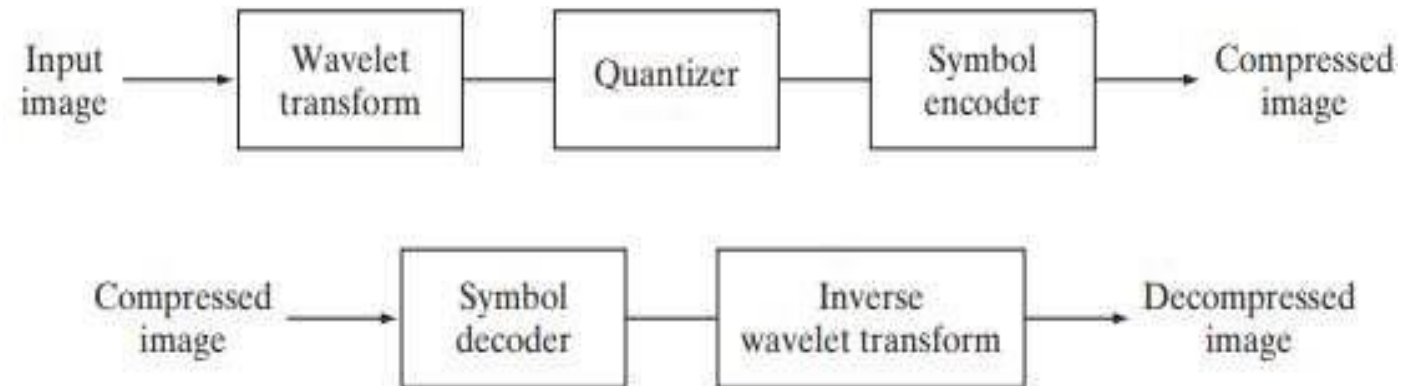 Input
image
Wavelet
transform
Quantizer
Symbol
encoder
Compressed
image
Compressed
image
Symbol
decoder
Inverse
wavelet transform
Decompressed
image